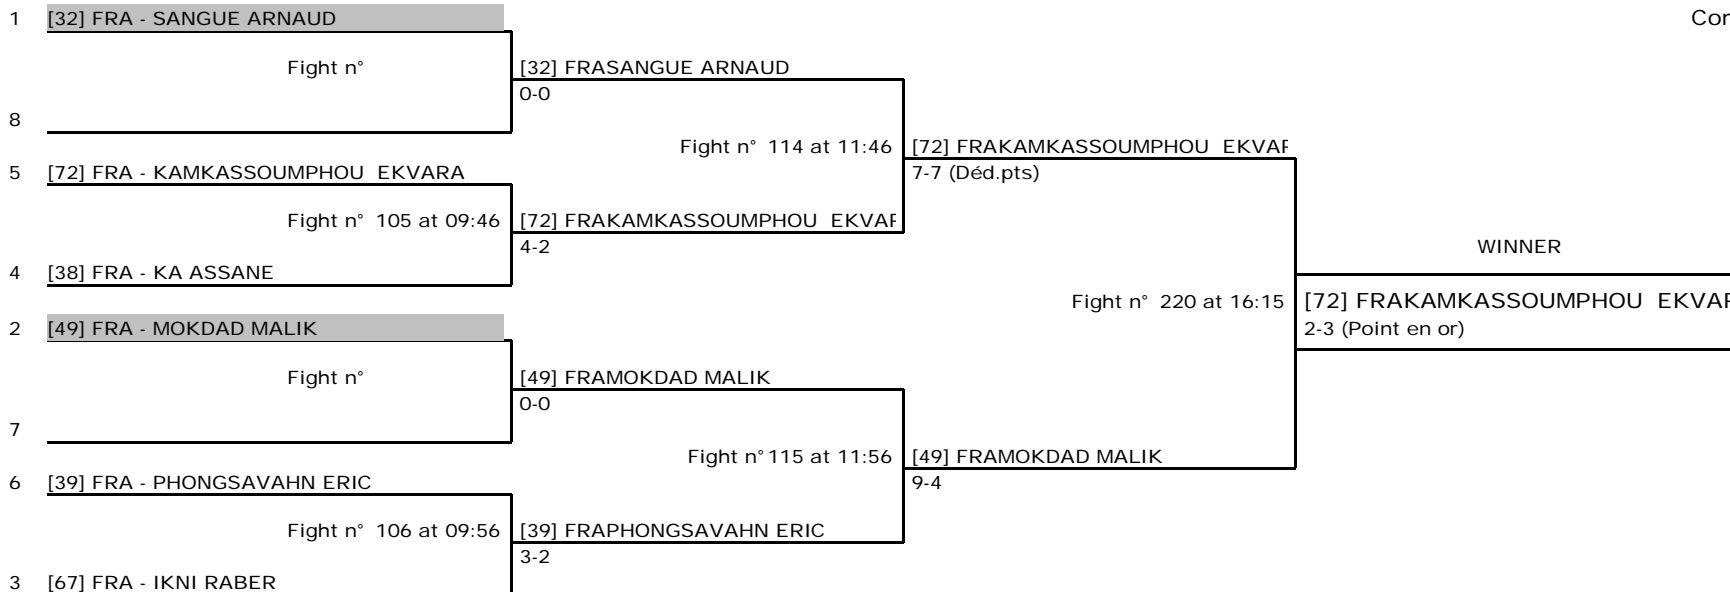 1 [32] FRA - SANGUE ARNAUD
Cor
Fight n°
[32] FRASANGUE ARNAUD
0-0
8
Fight n° 114 at 11:46
[72] FRAKAMKASSOUMPHOU EKVAR
7-7 (Déd.pts)
5 [72] FRA - KAMKASSOUMPHOU EKVARA
Fight n° 105 at 09:46
[72] FRAKAMKASSOUMPHOU EKVAR
4-2
4 [38] FRA - KA ASSANE
WINNER
Fight n° 220 at 16:15
[72] FRAKAMKASSOUMPHOU EKVAR
2-3 (Point en or)
2 [49] FRA - MOKDAD MALIK
Fight n°
[49] FRAMOKDAD MALIK
0-0
7
Fight n° 115 at 11:56
[49] FRAMOKDAD MALIK
9-4
6 [39] FRA - PHONGSAVAHN ERIC
Fight n° 106 at 09:56
[39] FRAPHONGSAVAHN ERIC
3-2
3 [67] FRA - IKNI RABER